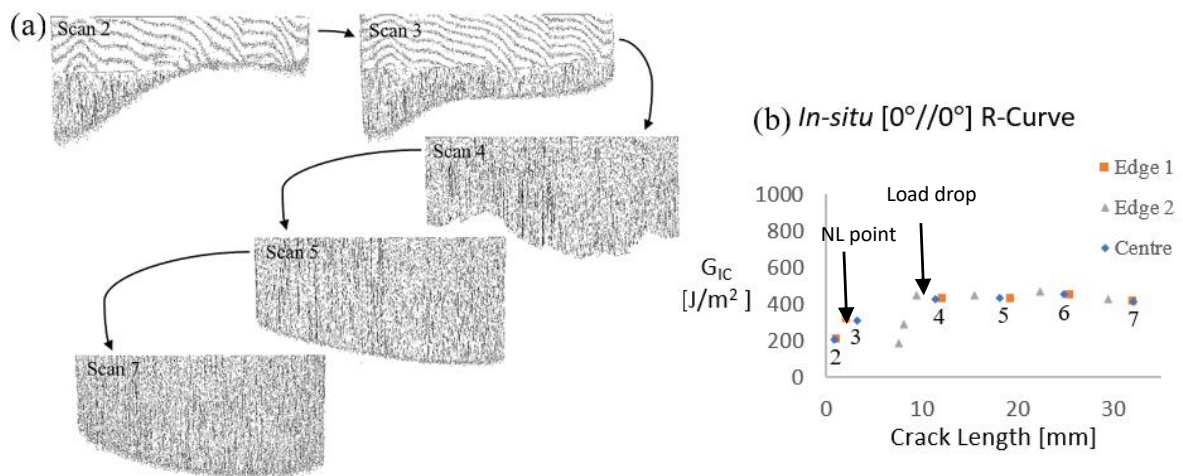 (a)
Scan 2
Scan 3
Scan 4
Scan 5
Scan 7
(b) In-situ [0°//0°] R-Curve
Edge 1
Edge 2
Centre
Load drop
NL point
G_IC
[J/m²]
1000
800
600
400
200
0
2
3
4
5
6
7
0
10
20
30
Crack Length [mm]